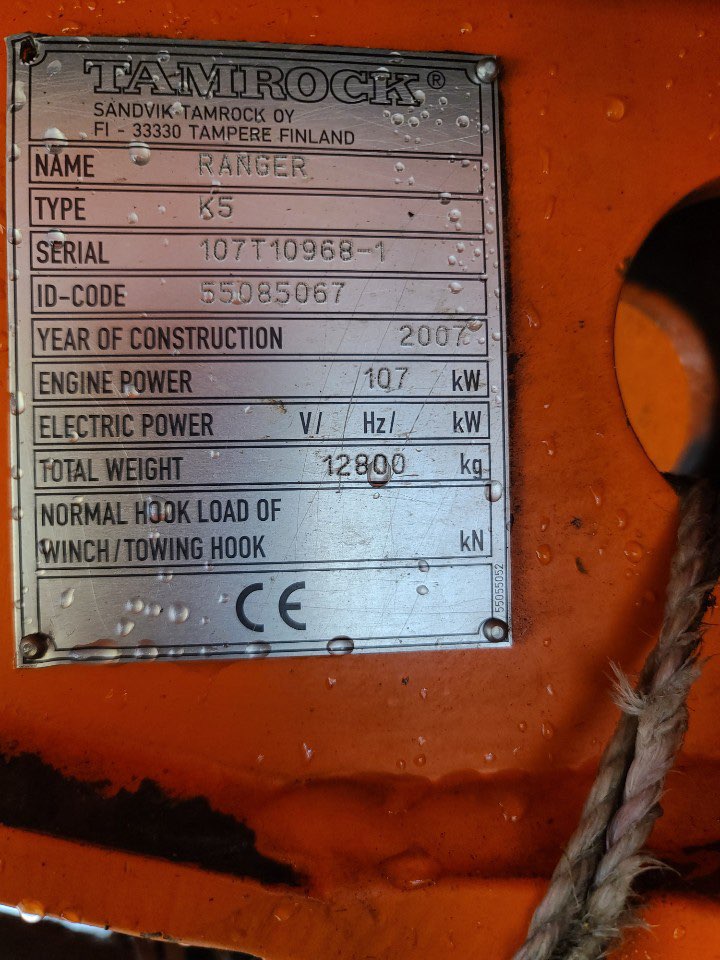 TAMROCK®
SANDVIK TAMROCK OY
FI - 33330 TAMPERE FINLAND
NAME RANGER
TYPE K5
SERIAL 107T10968-1
ID-CODE 55085067
YEAR OF CONSTRUCTION 2007
ENGINE POWER 107 kW
ELECTRIC POWER V/ Hz/ kW
TOTAL WEIGHT 12800 kg
NORMAL HOOK LOAD OF
WINCH/TOWING HOOK kN
CE
55055052